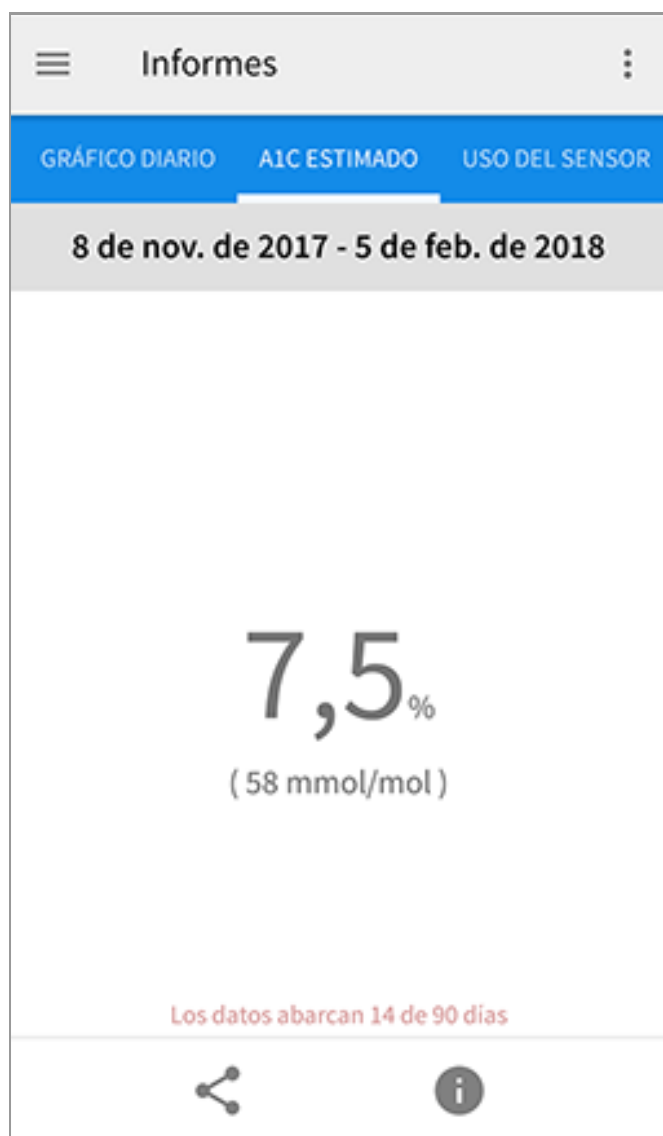 Informes
GRÁFICO DIARIO A1C ESTIMADO USO DEL SENSOR
8 de nov. de 2017 - 5 de feb. de 2018
7,5 %
( 58 mmol/mol )
Los datos abarcan 14 de 90 días